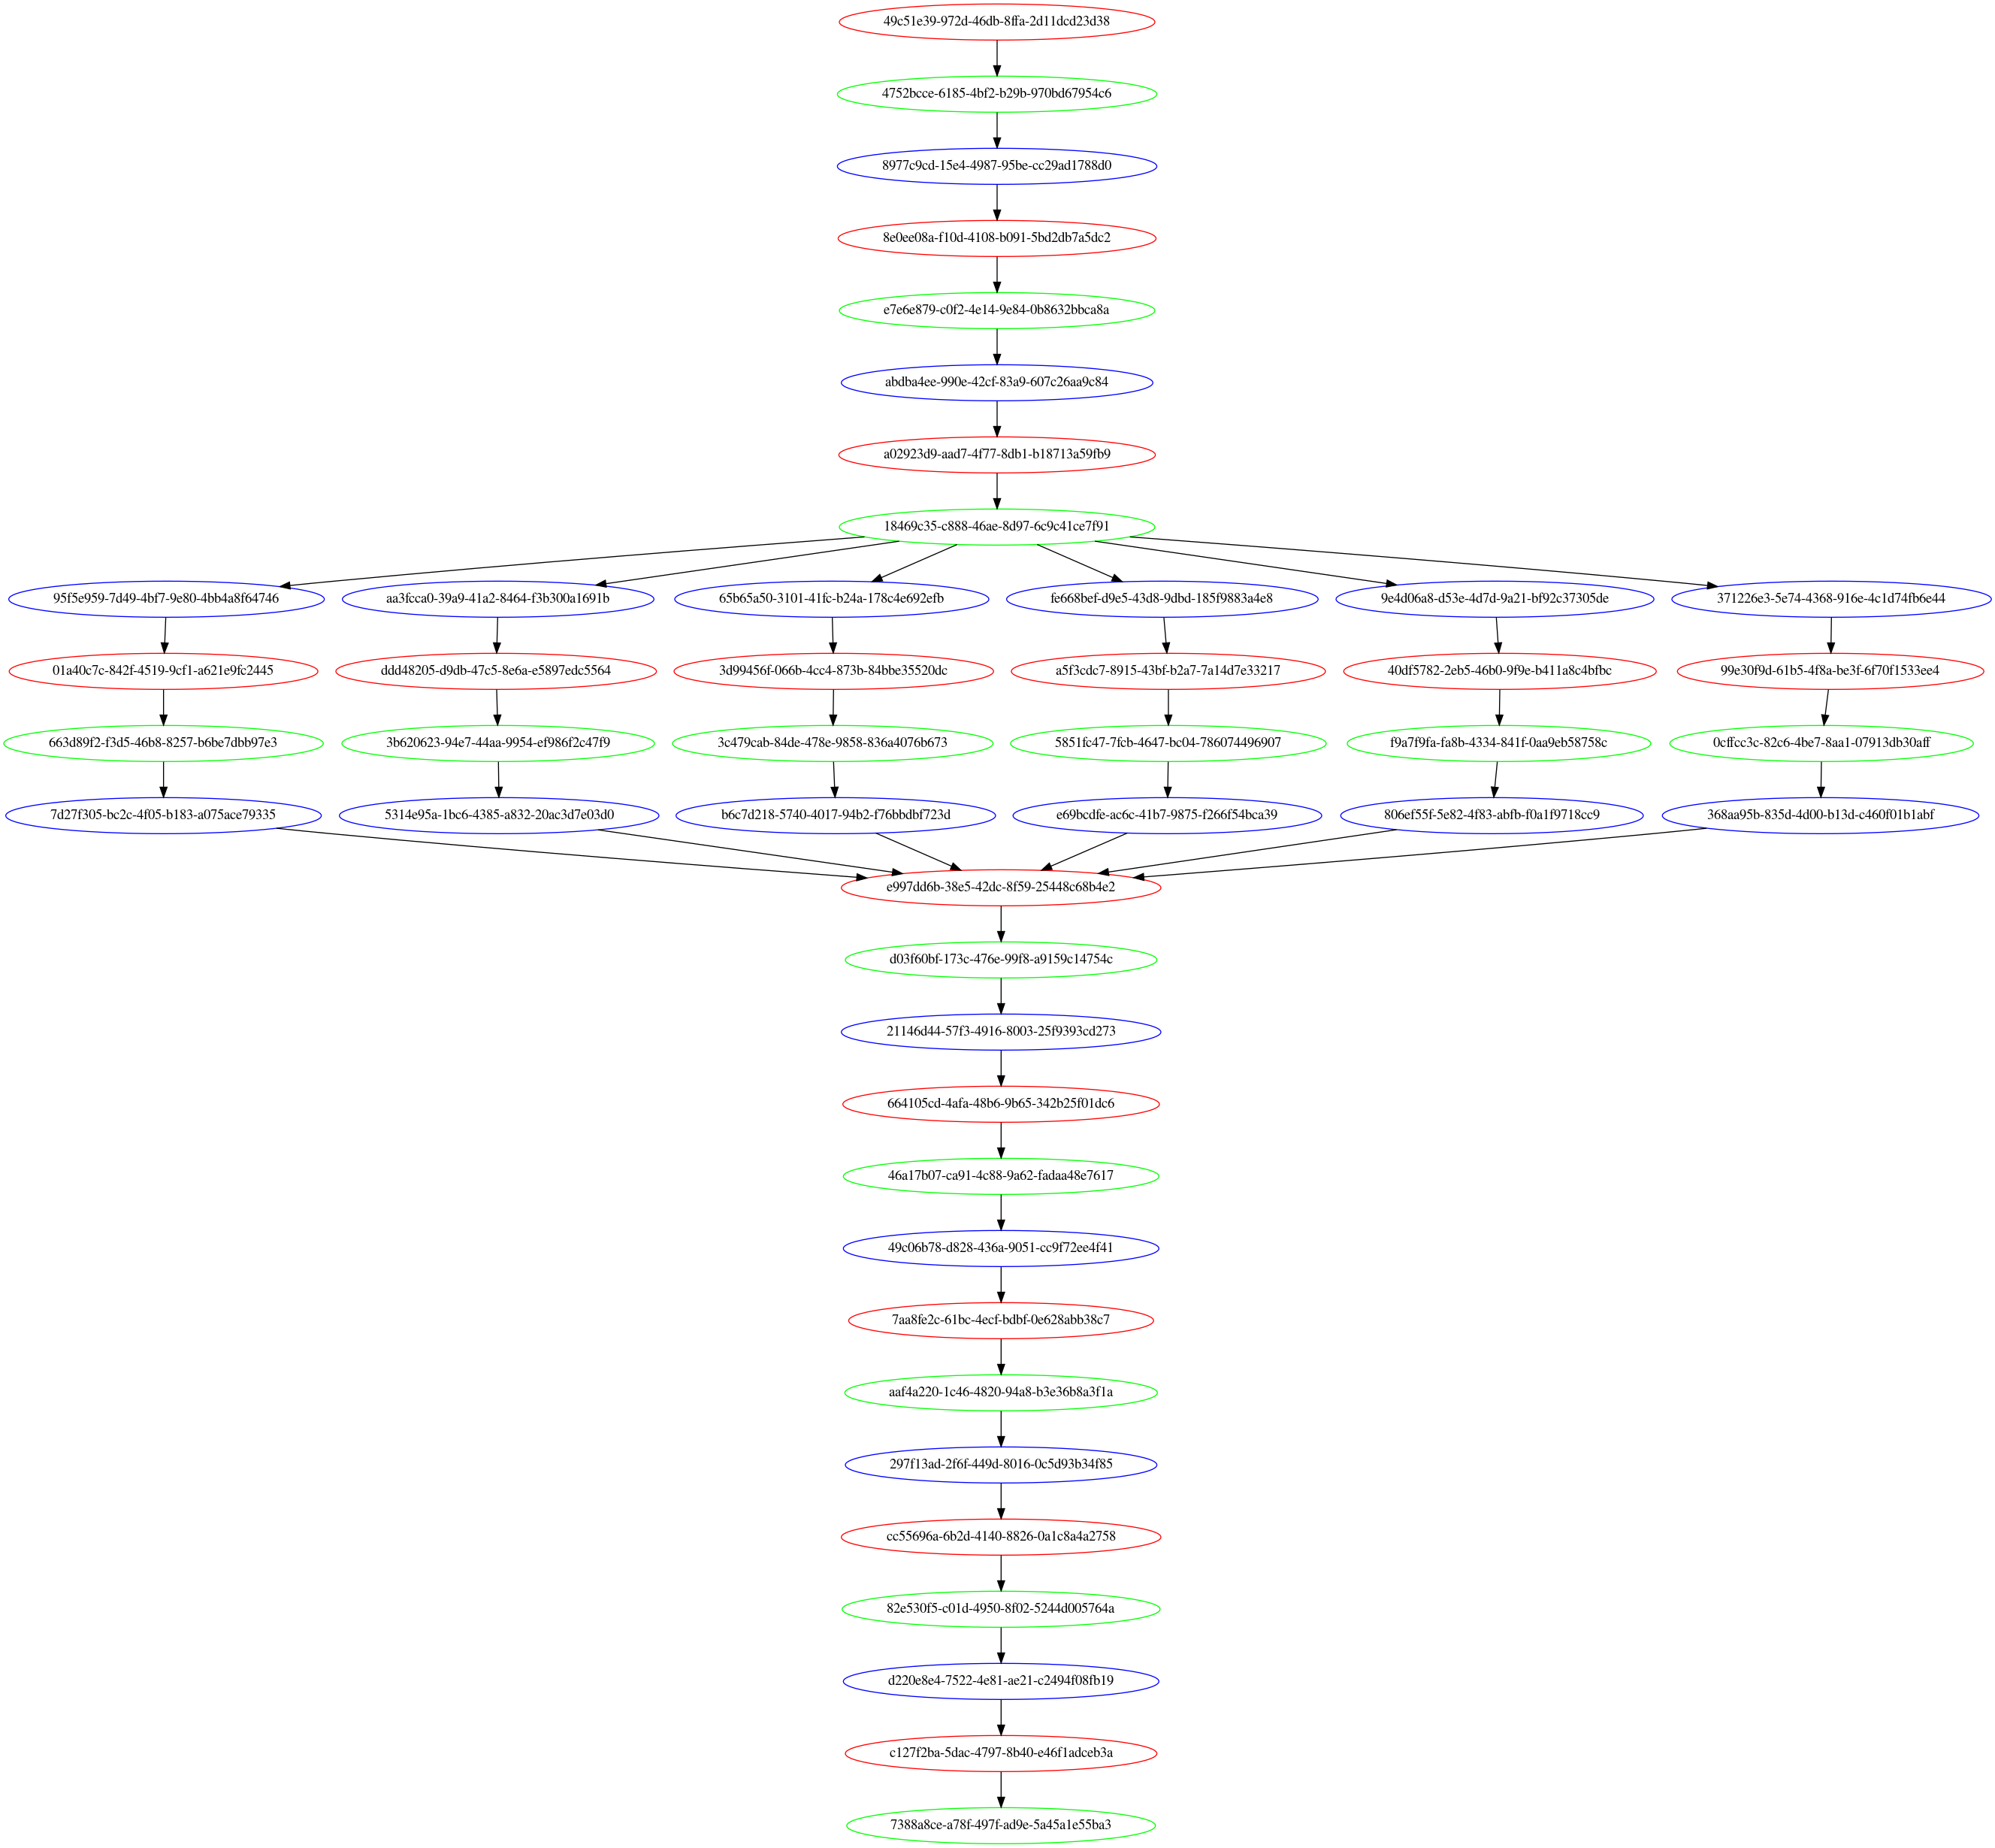 49c51e39-972d-46db-8ffa-2d11dcd23d38
4752bcce-6185-4bf2-b29b-970bd67954c6
8977c9cd-15e4-4987-95be-cc29ad1788d0
8e0ee08a-f10d-4108-b091-5bd2db7a5dc2
e7e6e879-c0f2-4e14-9e84-0b8632bbca8a
abdba4ee-990e-42cf-83a9-607c26aa9c84
a02923d9-aad7-4f77-8db1-b18713a59fb9
18469c35-c888-46ae-8d97-6c9c41ce7f91
95f5e959-7d49-4bf7-9e80-4bb4a8f64746
aa3fcca0-39a9-41a2-8464-f3b300a1691b
65b65a50-3101-41fc-b24a-178c4e692efb
fe668bef-d9e5-43d8-9dbd-185f9883a4e8
9e4d06a8-d53e-4d7d-9a21-bf92c37305de
371226e3-5e74-4368-916e-4c1d74fb6e44
01a40c7c-842f-4519-9cf1-a621e9fc2445
ddd48205-d9db-47c5-8e6a-e5897edc5564
3d99456f-066b-4cc4-873b-84bbe35520dc
a5f3cdc7-8915-43bf-b2a7-7a14d7e33217
40df5782-2eb5-46b0-9f9e-b411a8c4bfbc
99e30f9d-61b5-4f8a-be3f-6f70f1533ee4
663d89f2-f3d5-46b8-8257-b6be7dbb97e3
3b620623-94e7-44aa-9954-ef986f2c47f9
3c479cab-84de-478e-9858-836a4076b673
5851fc47-7fcb-4647-bc04-786074496907
f9a7f9fa-fa8b-4334-841f-0aa9eb58758c
0cffcc3c-82c6-4be7-8aa1-07913db30aff
7d27f305-bc2c-4f05-b183-a075ace79335
5314e95a-1bc6-4385-a832-20ac3d7e03d0
b6c7d218-5740-4017-94b2-f76bbdbf723d
e69bcdfe-ac6c-41b7-9875-f266f54bca39
806ef55f-5e82-4f83-abfb-f0a1f9718cc9
368aa95b-835d-4d00-b13d-c460f01b1abf
e997dd6b-38e5-42dc-8f59-25448c68b4e2
d03f60bf-173c-476e-99f8-a9159c14754c
21146d44-57f3-4916-8003-25f9393cd273
664105cd-4afa-48b6-9b65-342b25f01dc6
46a17b07-ca91-4c88-9a62-fadaa48e7617
49c06b78-d828-436a-9051-cc9f72ee4f41
7aa8fe2c-61bc-4ecf-bdbf-0e628abb38c7
aaf4a220-1c46-4820-94a8-b3e36b8a3f1a
297f13ad-2f6f-449d-8016-0c5d93b34f85
cc55696a-6b2d-4140-8826-0a1c8a4a2758
82e530f5-c01d-4950-8f02-5244d005764a
d220e8e4-7522-4e81-ae21-c2494f08fb19
c127f2ba-5dac-4797-8b40-e46f1adceb3a
7388a8ce-a78f-497f-ad9e-5a45a1e55ba3